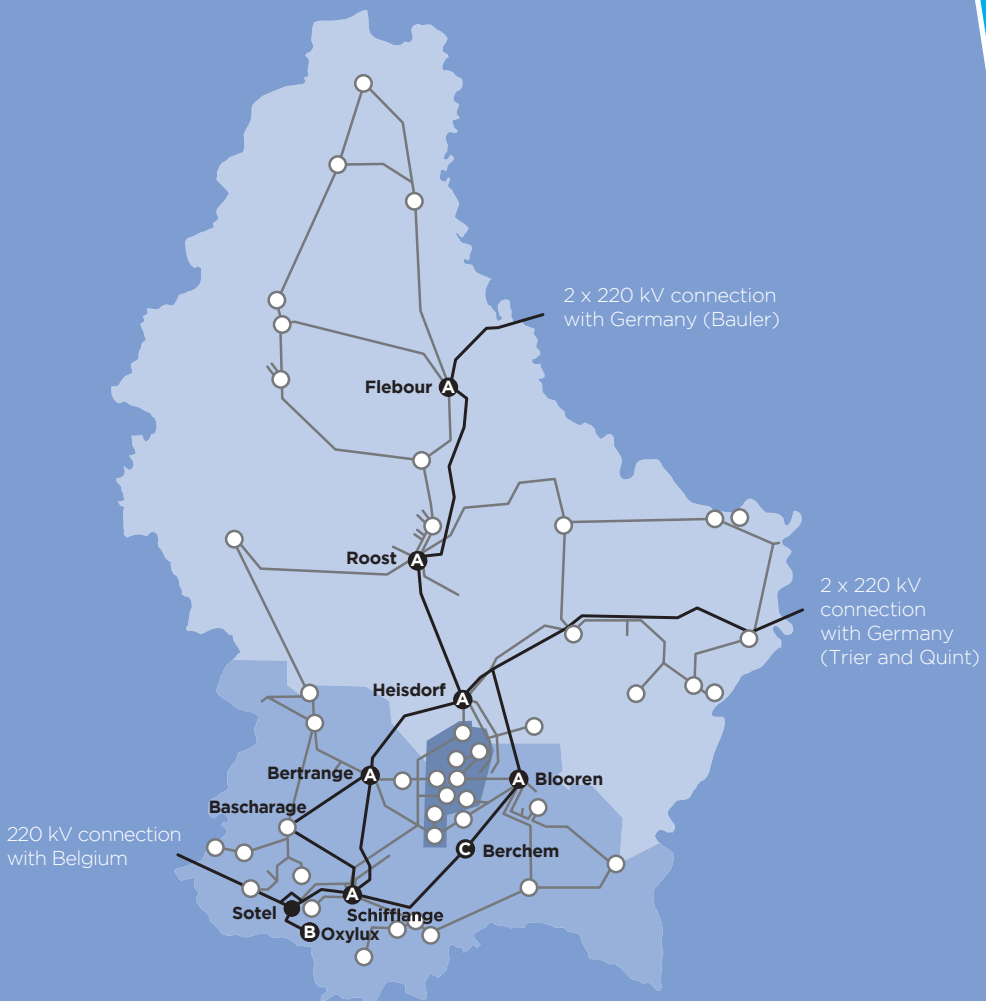 2 x 220 kV connection
with Germany (Bauler)
Flebour A
Roost A
2 x 220 kV
connection
with Germany
(Trier and Quint)
Heisdorf A
Bertrange A
A Blooren
Bascharage
220 kV connection
with Belgium
C Berchem
A
Sotel
Schifflange
B Oxylux